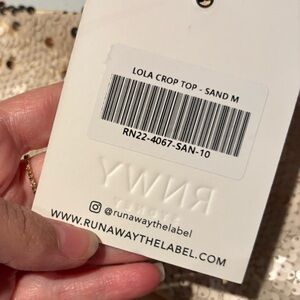 LOLA CROP TOP - SAND M
RN22-4067-SAN-10
RNWY
@runawaythelabel
WWW.RUNAWAYTHELABEL.COM